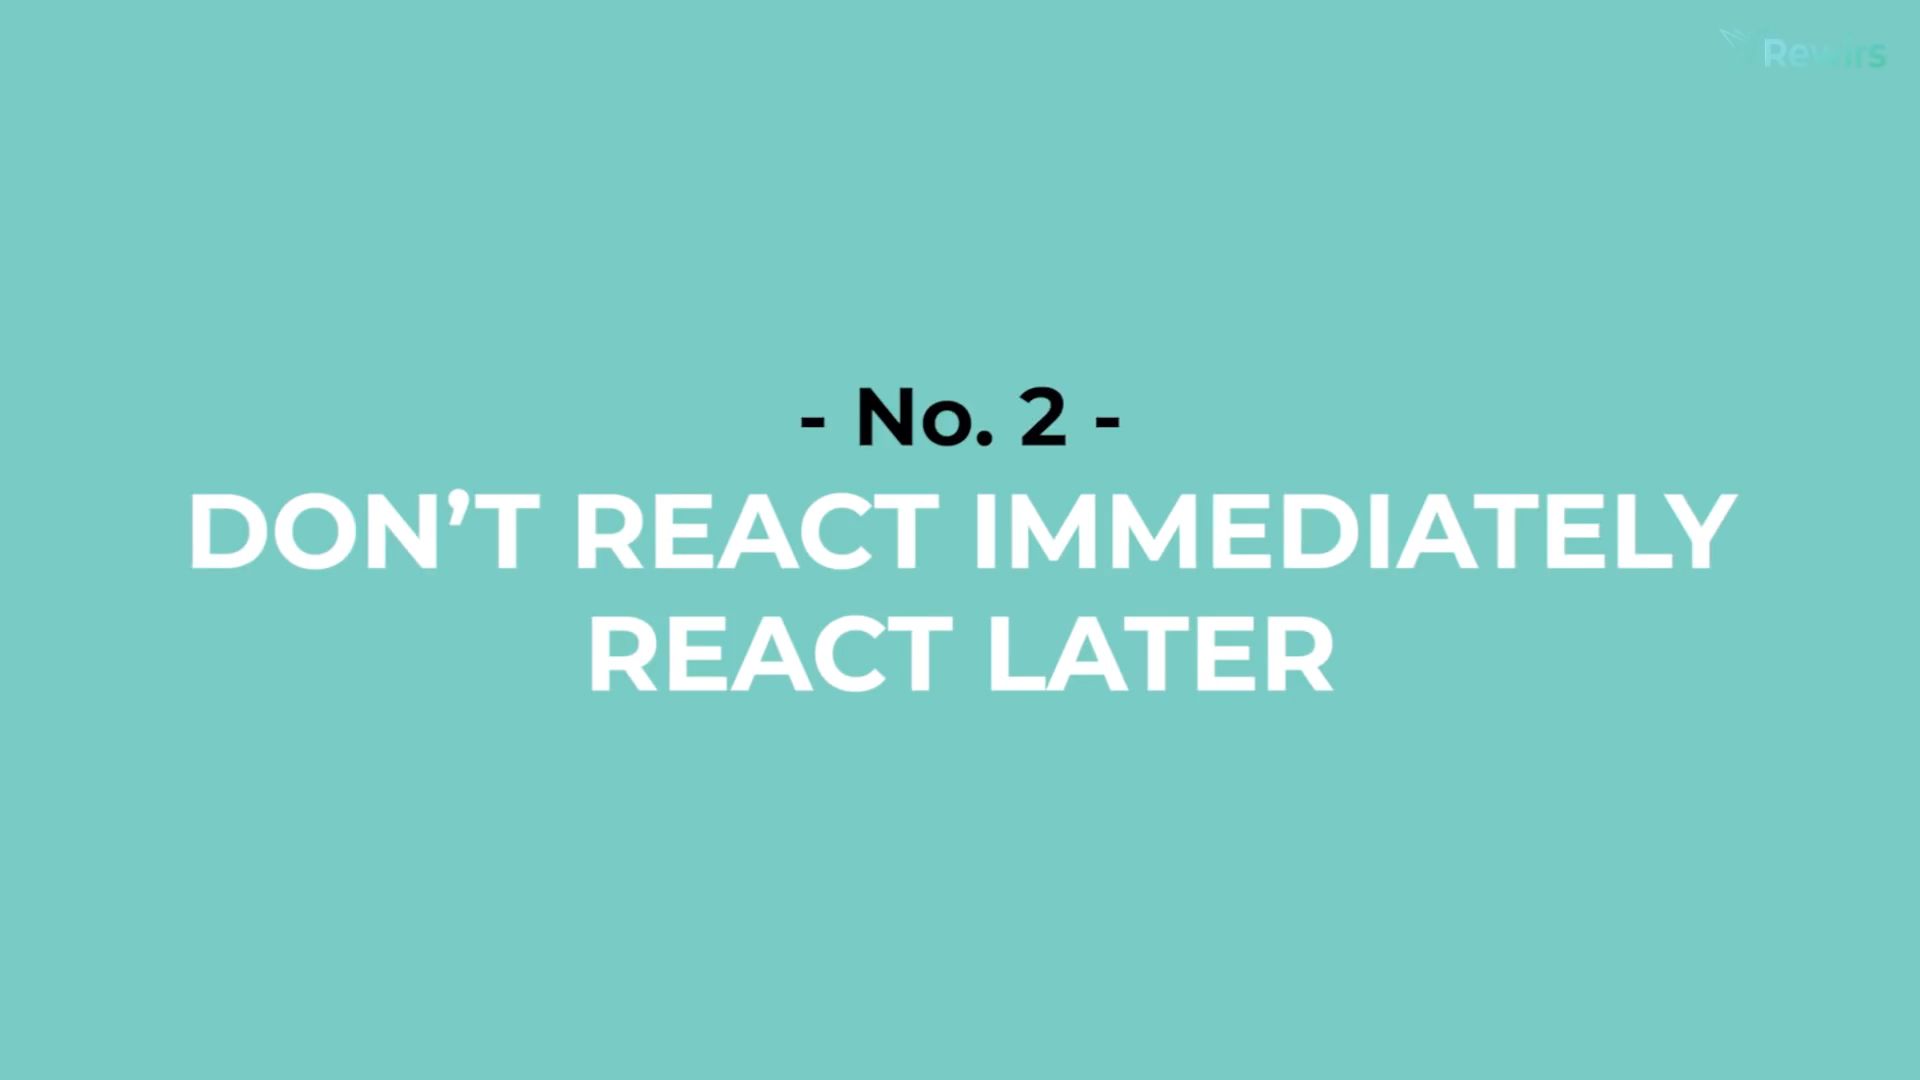 - No. 2 -
DON’T REACT IMMEDIATELY
REACT LATER